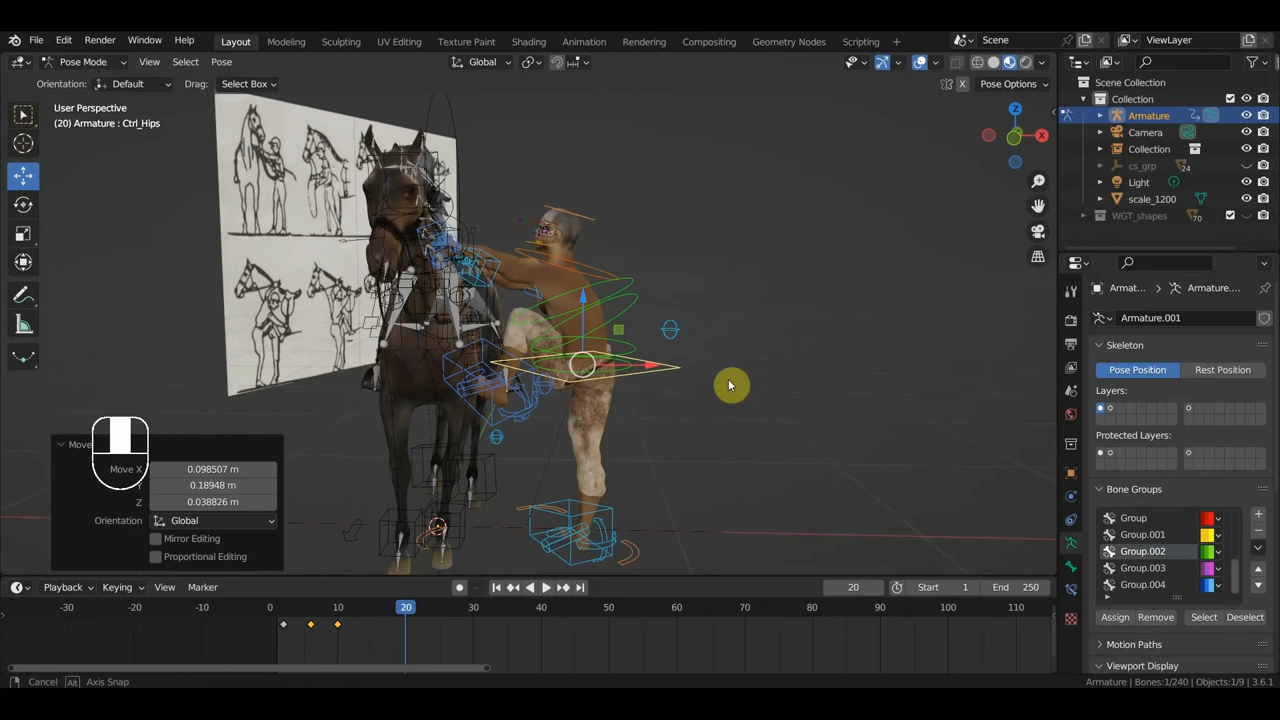 File Edit Render Window Help Layout Modeling Sculpting UV Editing Texture Paint Shading Animation Rendering Compositing Geometry Nodes Scripting + Scene ViewLayer
Pose Mode View Select Pose Global
Orientation: Default Drag: Select Box X Pose Options
User Perspective
(20) Armature : Ctrl_Hips
X
Z
Scene Collection
Collection
Armature
Camera
Collection
cs_grp 24
Light
scale_1200
WGT_shapes 70
Armat... Armature....
Armature.001
Skeleton
Pose Position Rest Position
Layers:
Protected Layers:
Bone Groups
Group
Group.001
Group.002
Group.003
Group.004
Assign Remove Select Deselect
Motion Paths
Viewport Display
Move
Move X 0.098507 m
0.18948 m
Z 0.038826 m
Orientation Global
Mirror Editing
Proportional Editing
Playback Keying View Marker 20 Start 1 End 250
-30 -20 -10 0 10 20 30 40 50 60 70 80 90 100 110
Cancel Alt Axis Snap Armature | Bones:1/240 | Objects:1/9 | 3.6.1